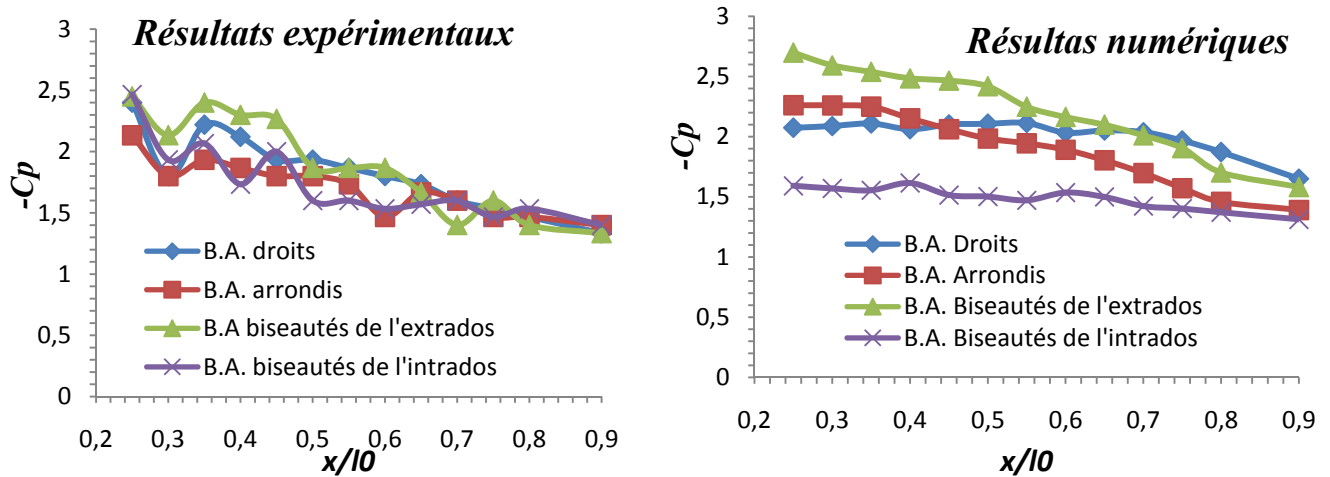 Résultats expérimentaux
3
2,5
2
1,5
1
0,5
0
-Cp
B.A. droits
B.A. arrondis
B.A biseautés de l'extrados
B.A. biseautés de l'intrados
0,2 0,3 0,4 0,5 0,6 0,7 0,8 0,9
x/l0
Résultas numériques
3
2,5
2
1,5
1
0,5
0
-Cp
B.A. Droits
B.A. Arrondis
B.A. Biseautés de l'extrados
B.A. Biseautés de l'intrados
0,2 0,3 0,4 0,5 0,6 0,7 0,8 0,9
x/l0